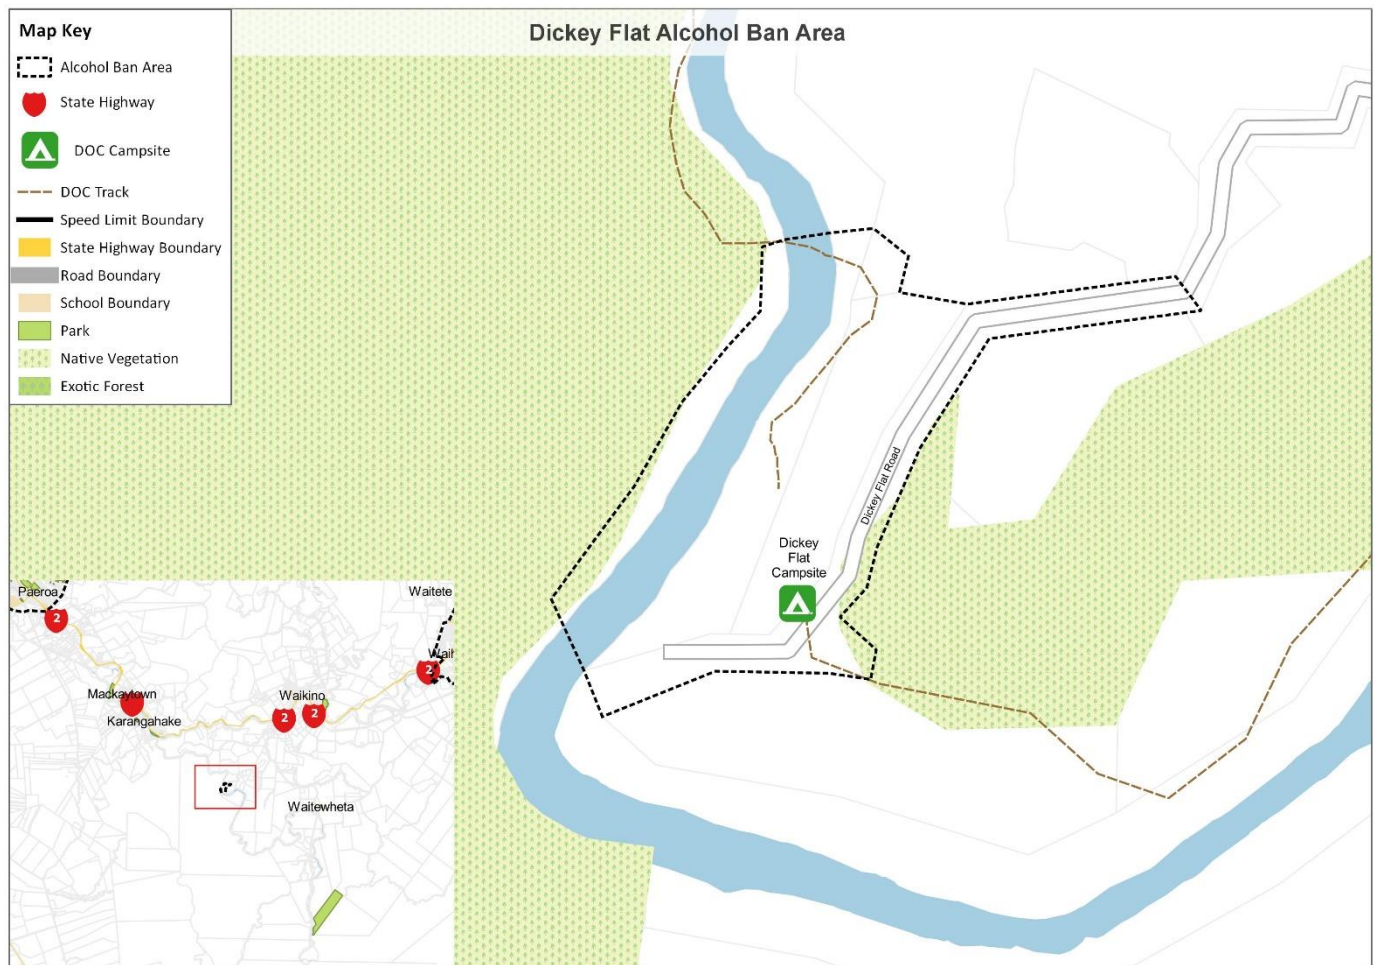 Dickey Flat Alcohol Ban Area
Map Key
Alcohol Ban Area
State Highway
DOC Campsite
DOC Track
Speed Limit Boundary
State Highway Boundary
Road Boundary
School Boundary
Park
Native Vegetation
Exotic Forest
Dickey Flat Road
Dickey
Flat
Campsite
Paeroa
2
Waitete
Waih
2
Mackaytown
Karangahake
Waikino
2
2
Waitewheta